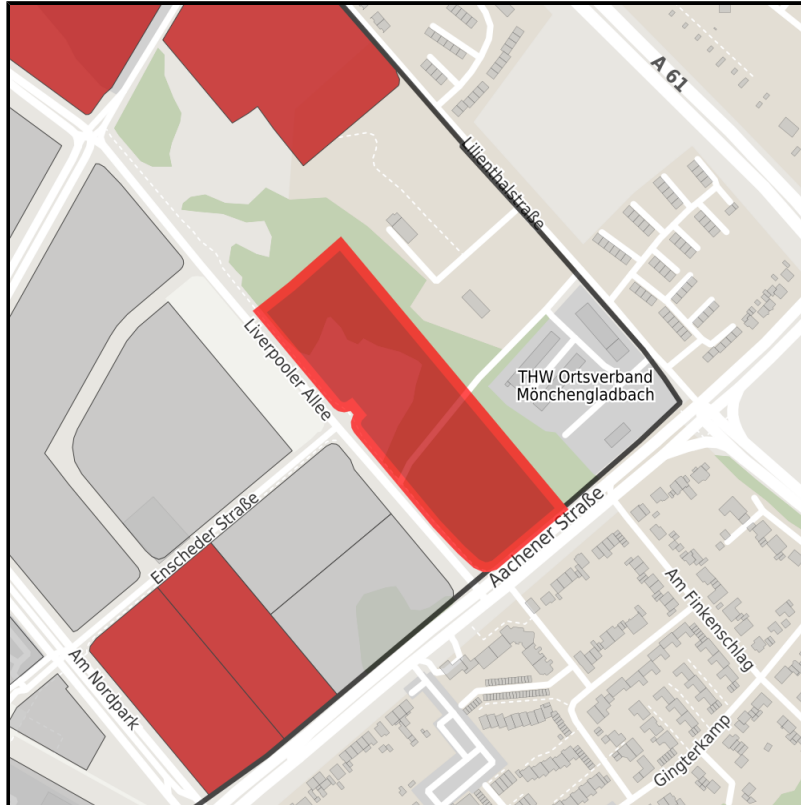 A 61
Lilienthalstraße
Liverpooler Allee
THW Ortsverband
Mönchengladbach
Enscheder Straße
Aachener Straße
Am Nordpark
Am Finkenschlag
Gingterkamp